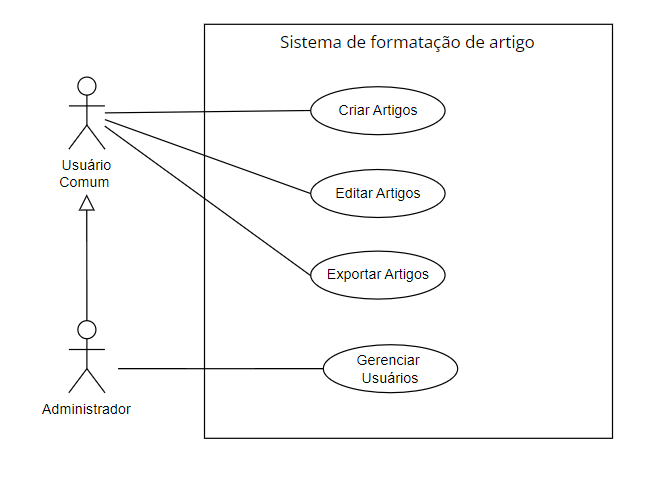 Sistema de formatação de artigo
Criar Artigos
Usuário
Comum
Editar Artigos
Exportar Artigos
Gerenciar
Usuários
Administrador